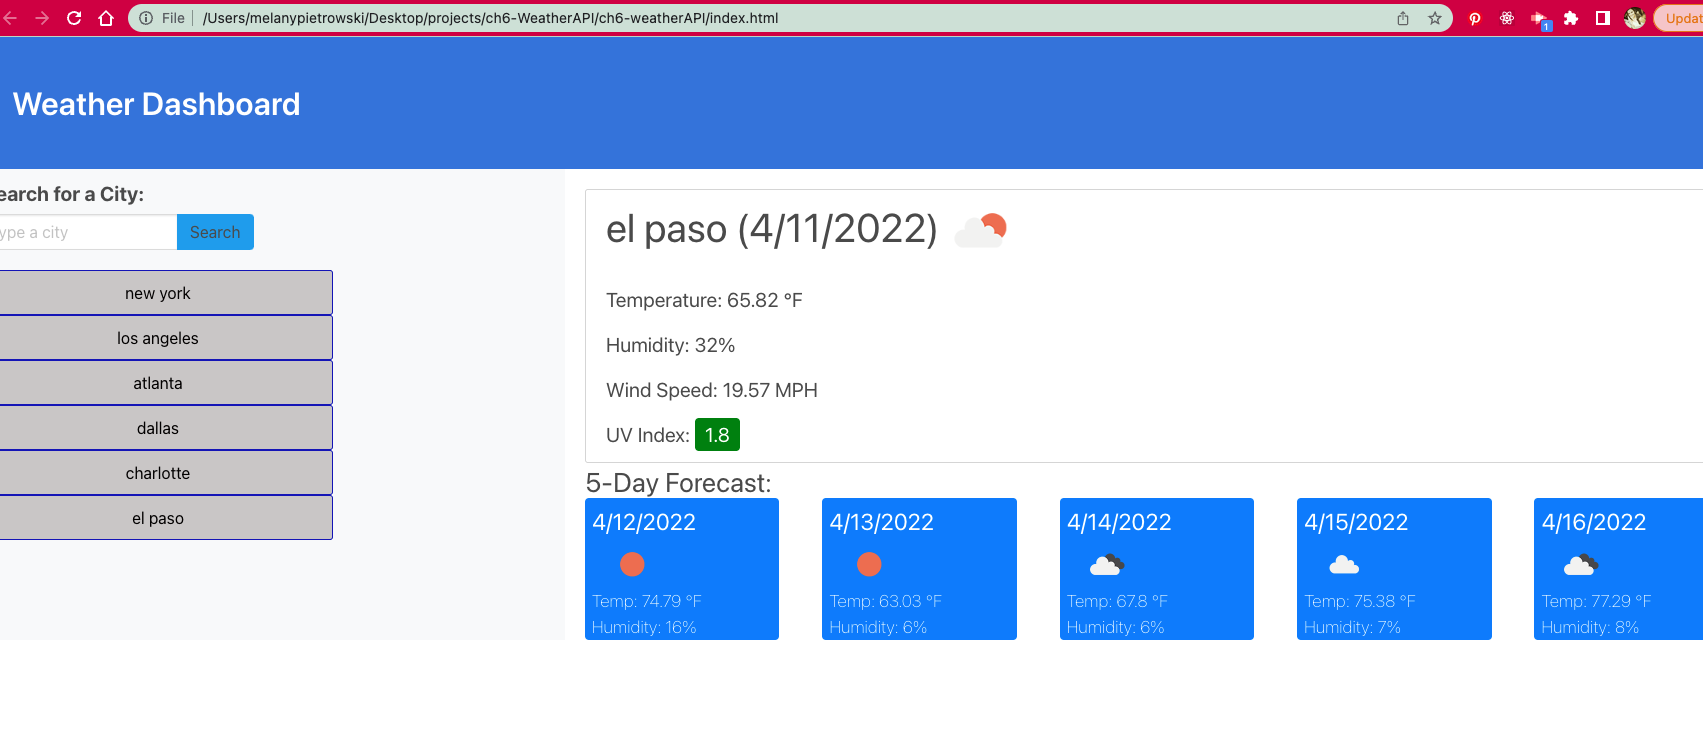 File /Users/melanypietrowski/Desktop/projects/ch6-WeatherAPI/ch6-weatherAPI/index.html
1
Updat
Weather Dashboard
earch for a City:
ype a city
Search
new york
los angeles
atlanta
dallas
charlotte
el paso
el paso (4/11/2022)
Temperature: 65.82 °F
Humidity: 32%
Wind Speed: 19.57 MPH
UV Index: 1.8
5-Day Forecast:
4/12/2022
Temp: 74.79 °F
Humidity: 16%
4/13/2022
Temp: 63.03 °F
Humidity: 6%
4/14/2022
Temp: 67.8 °F
Humidity: 6%
4/15/2022
Temp: 75.38 °F
Humidity: 7%
4/16/2022
Temp: 77.29 °F
Humidity: 8%